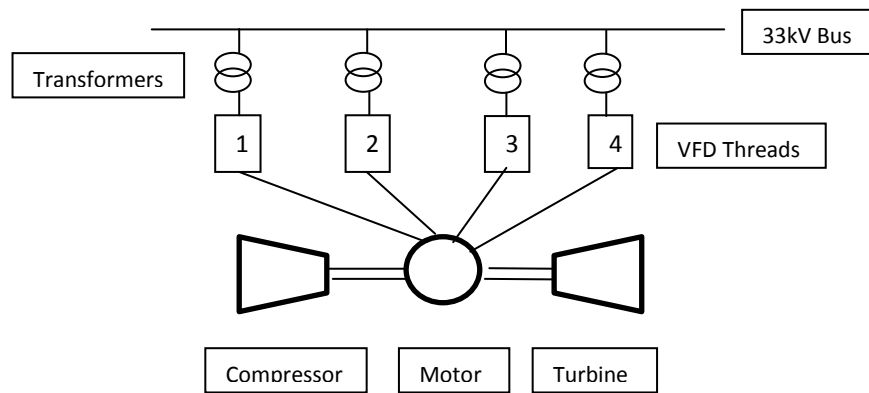 33kV Bus
Transformers
1 2 3 4
VFD Threads
Compressor Motor Turbine